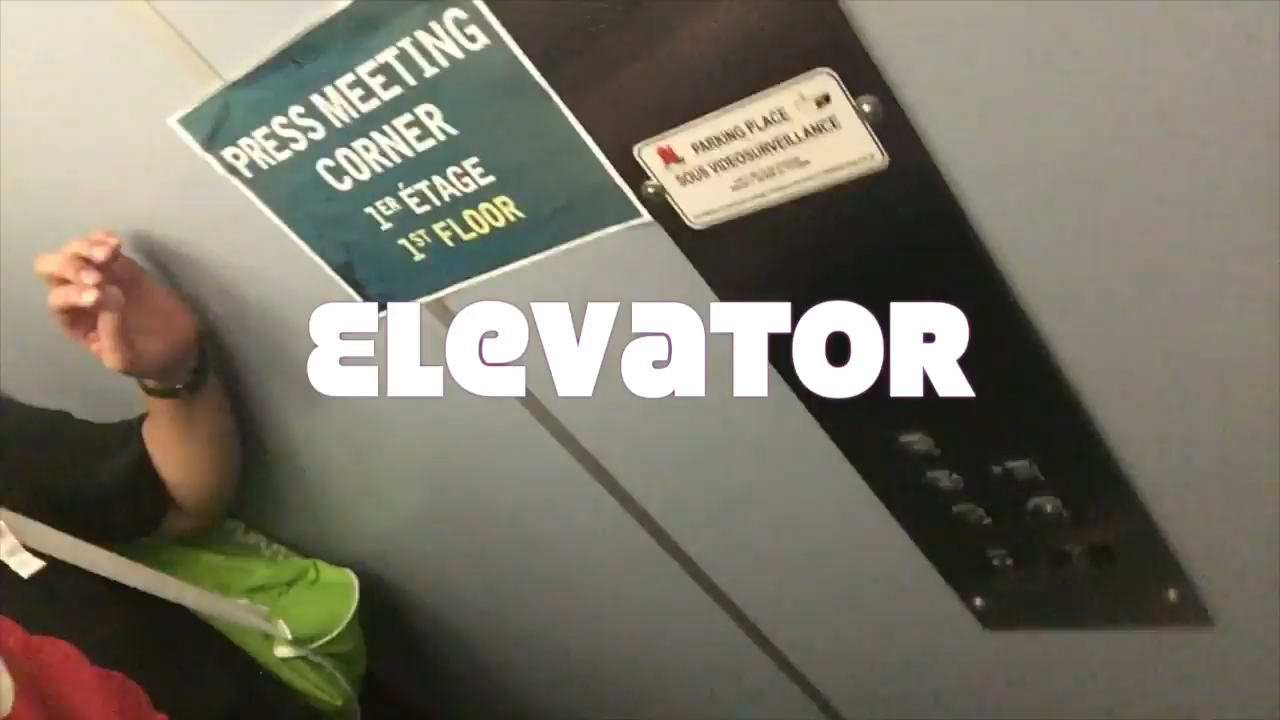 PRESS MEETING
CORNER
1ER ÉTAGE
1ST FLOOR
PARKING PLACE
SOUS VIDEOSURVEILLANCE
ELEVATOR